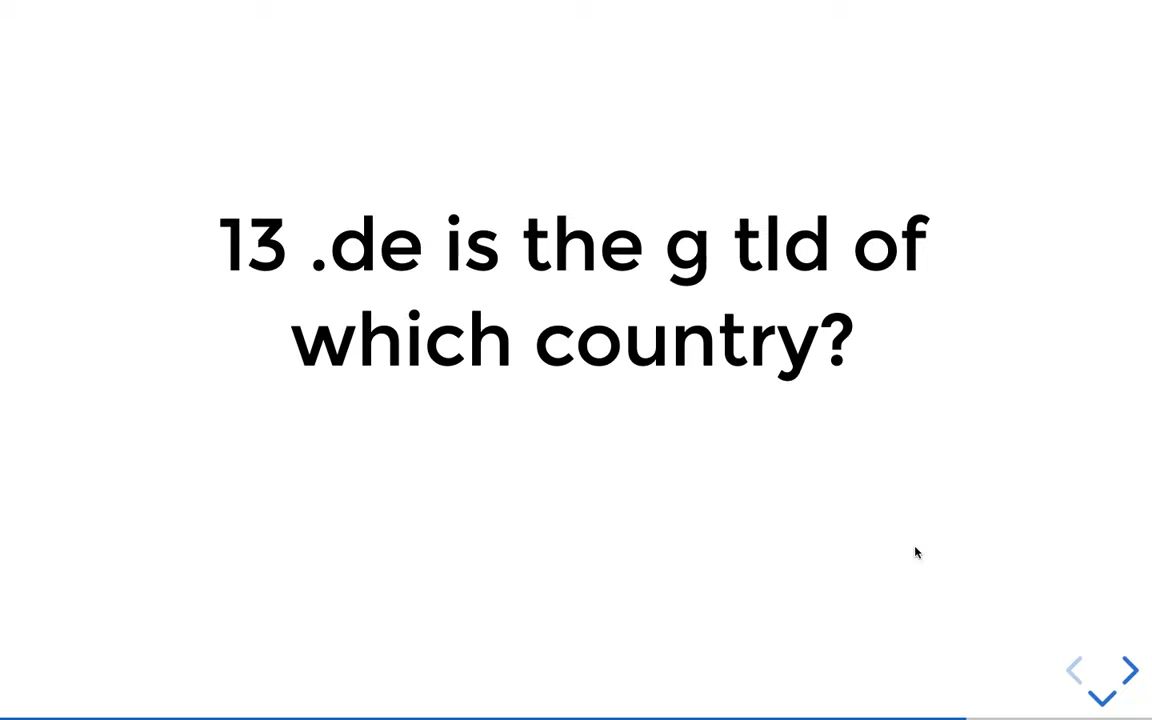 13 .de is the g tld of
which country?